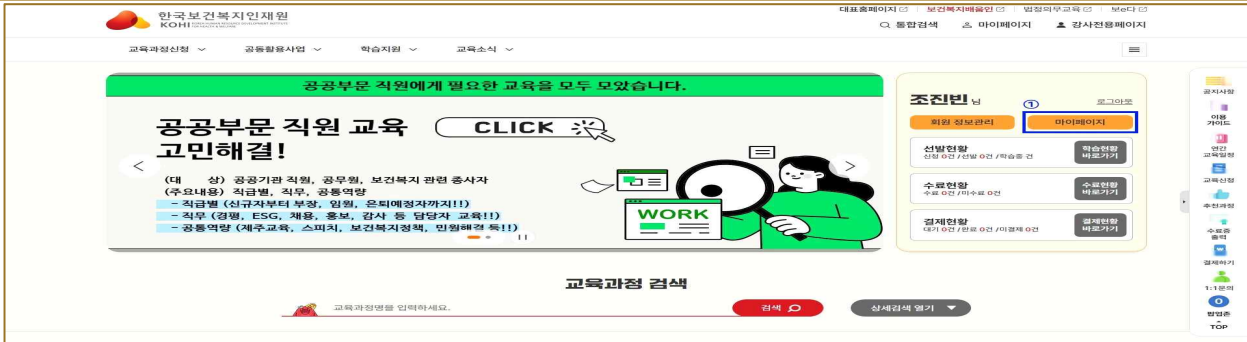 한국보건복지인재원
KOHI
대표홈페이지 보건복지배움인 법정의무교육 보e다
통합검색 마이페이지 강사전용페이지
교육과정신청 공동활용사업 학습지원 교육소식
공공부문 직원에게 필요한 교육을 모두 모았습니다.
공공부문 직원 교육 CLICK
고민해결!
(대 상) 공공기관 직원, 공무원, 보건복지 관련 종사자
(주요내용) 직급별, 직무, 공통역량
- 직급별 (신규자부터 부장, 임원, 은퇴예정자까지!!)
- 직무 (경평, ESG, 채용, 홍보, 감사 등 담당자 교육!!)
- 공통역량 (제주교육, 스피치, 보건복지정책, 민원해결 등!!)
WORK
조진빈 님 ① 로그아웃
회원 정보관리 마이페이지
선발현황
신청 0건 /선발 0건 /학습중 건
학습현황
바로가기
수료현황
수료 0건 /미수료 0건
수료현황
바로가기
결제현황
대기 0건 /완료 0건 /미결제 0건
결제현황
바로가기
교육과정 검색
교육과정명을 입력하세요. 검색 상세검색 열기 ▼
공지사항
이용
가이드
연간
교육일정
교육신청
추천과정
수료증
출력
결제하기
1:1문의
0
팝업존
TOP